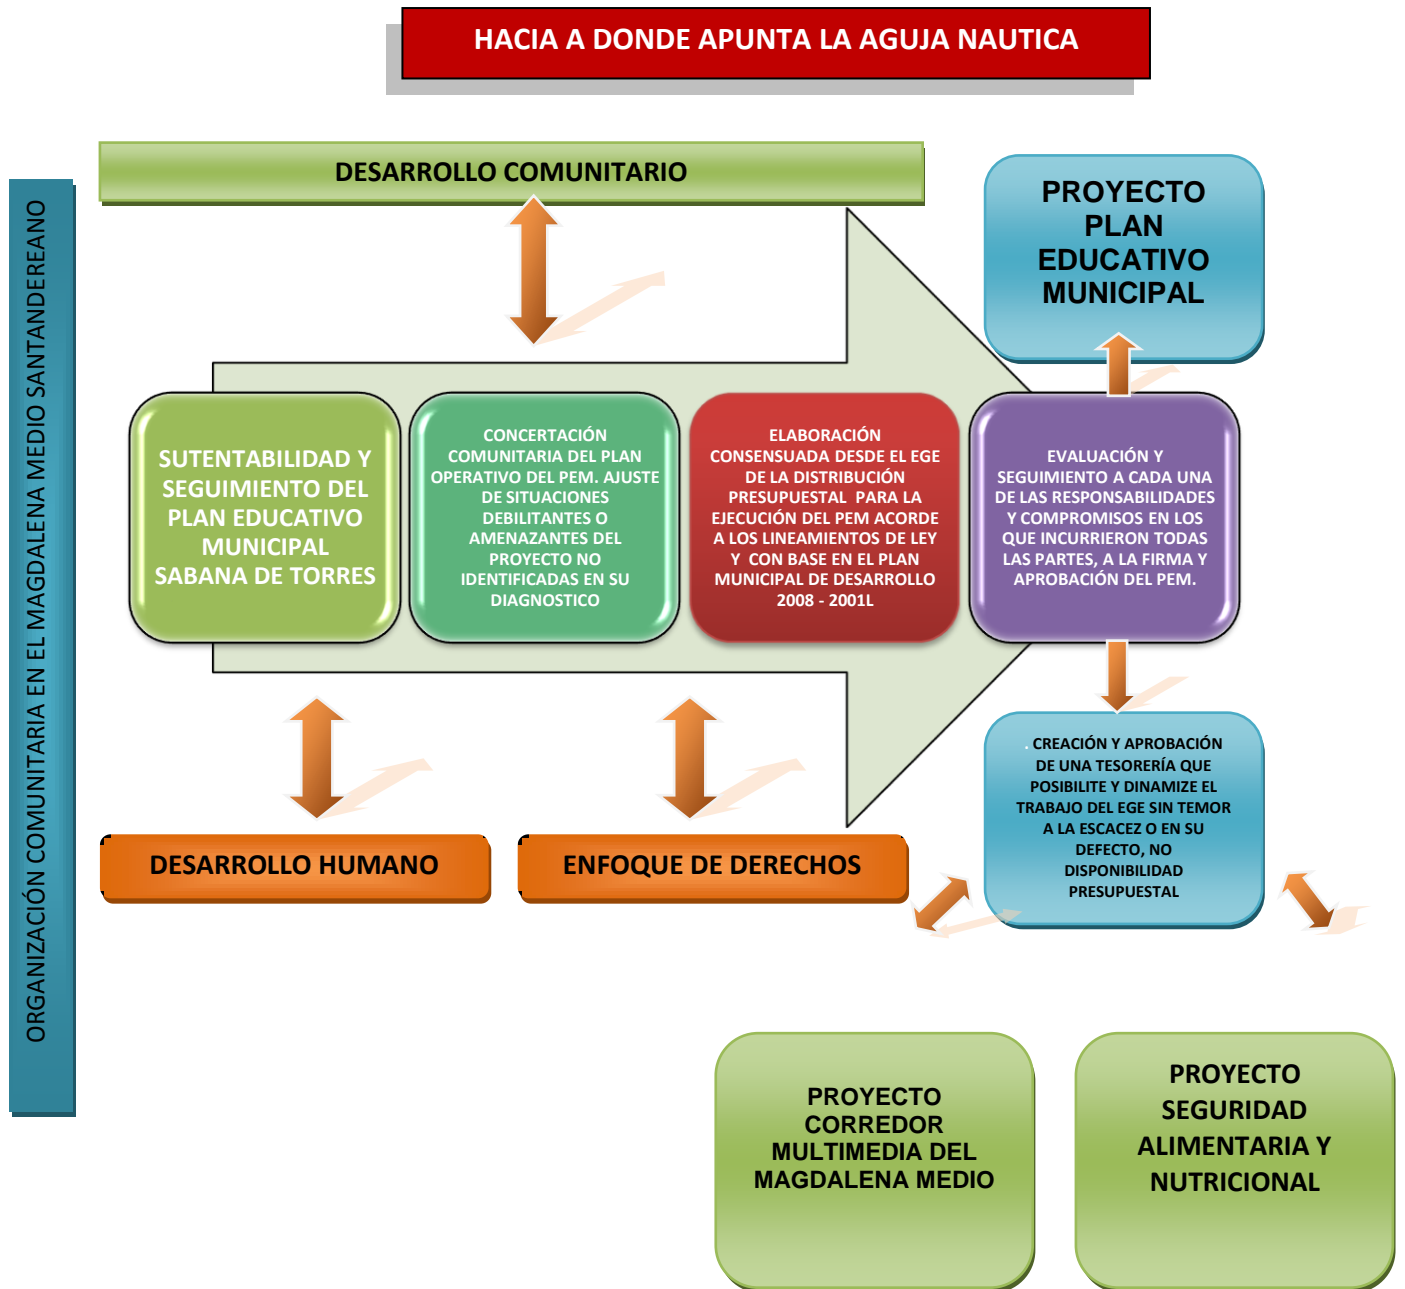 HACIA A DONDE APUNTA LA AGUJA NAUTICA
ORGANIZACIÓN COMUNITARIA EN EL MAGDALENA MEDIO SANTANDEREANO
DESARROLLO COMUNITARIO
PROYECTO
PLAN
EDUCATIVO
MUNICIPAL
SUTENTABILIDAD Y
SEGUIMIENTO DEL
PLAN EDUCATIVO
MUNICIPAL
SABANA DE TORRES
CONCERTACIÓN
COMUNITARIA DEL PLAN
OPERATIVO DEL PEM. AJUSTE
DE SITUACIONES
DEBILITANTES O
AMENAZANTES DEL
PROYECTO NO
IDENTIFICADAS EN SU
DIAGNOSTICO
ELABORACIÓN
CONSENSUADA DESDE EL EGE
DE LA DISTRIBUCIÓN
PRESUPUESTAL PARA LA
EJECUCIÓN DEL PEM ACORDE
A LOS LINEAMIENTOS DE LEY
Y CON BASE EN EL PLAN
MUNICIPAL DE DESARROLLO
2008 - 2001L
EVALUACIÓN Y
SEGUIMIENTO A CADA UNA
DE LAS RESPONSABILIDADES
Y COMPROMISOS EN LOS
QUE INCURRIERON TODAS
LAS PARTES, A LA FIRMA Y
APROBACIÓN DEL PEM.
. CREACIÓN Y APROBACIÓN
DE UNA TESORERÍA QUE
POSIBILITE Y DINAMIZE EL
TRABAJO DEL EGE SIN TEMOR
A LA ESCACEZ O EN SU
DEFECTO, NO
DISPONIBILIDAD
PRESUPUESTAL
DESARROLLO HUMANO
ENFOQUE DE DERECHOS
PROYECTO
CORREDOR
MULTIMEDIA DEL
MAGDALENA MEDIO
PROYECTO
SEGURIDAD
ALIMENTARIA Y
NUTRICIONAL